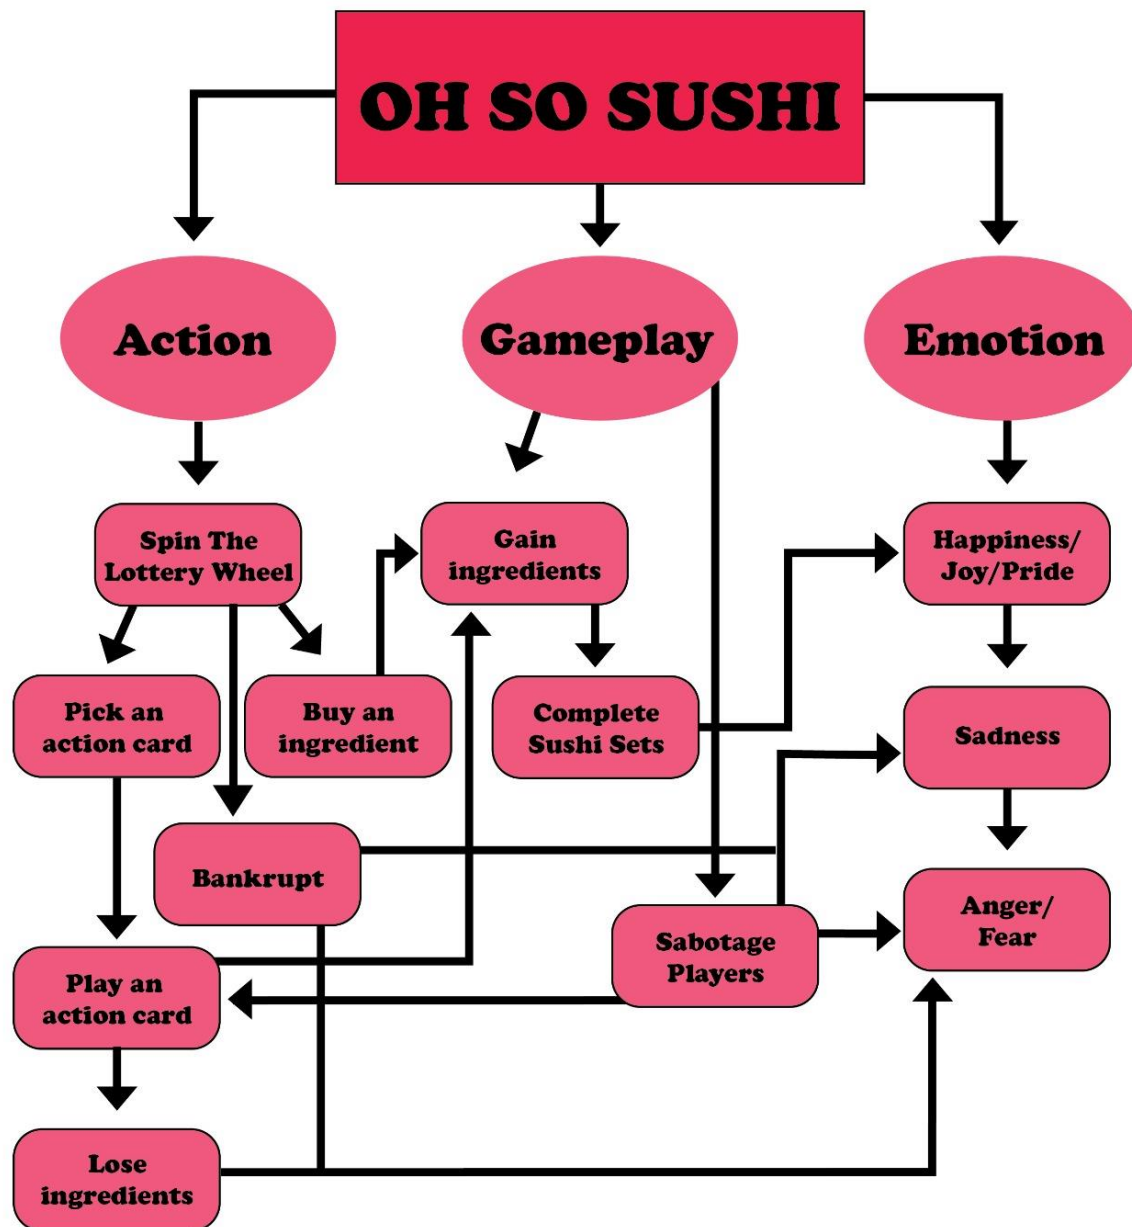 OH SO SUSHI
Action
Gameplay
Emotion
Spin The
Lottery Wheel
Gain
ingredients
Happiness/
Joy/Pride
Pick an
action card
Buy an
ingredient
Complete
Sushi Sets
Sadness
Bankrupt
Sabotage
Players
Anger/
Fear
Play an
action card
Lose
ingredients